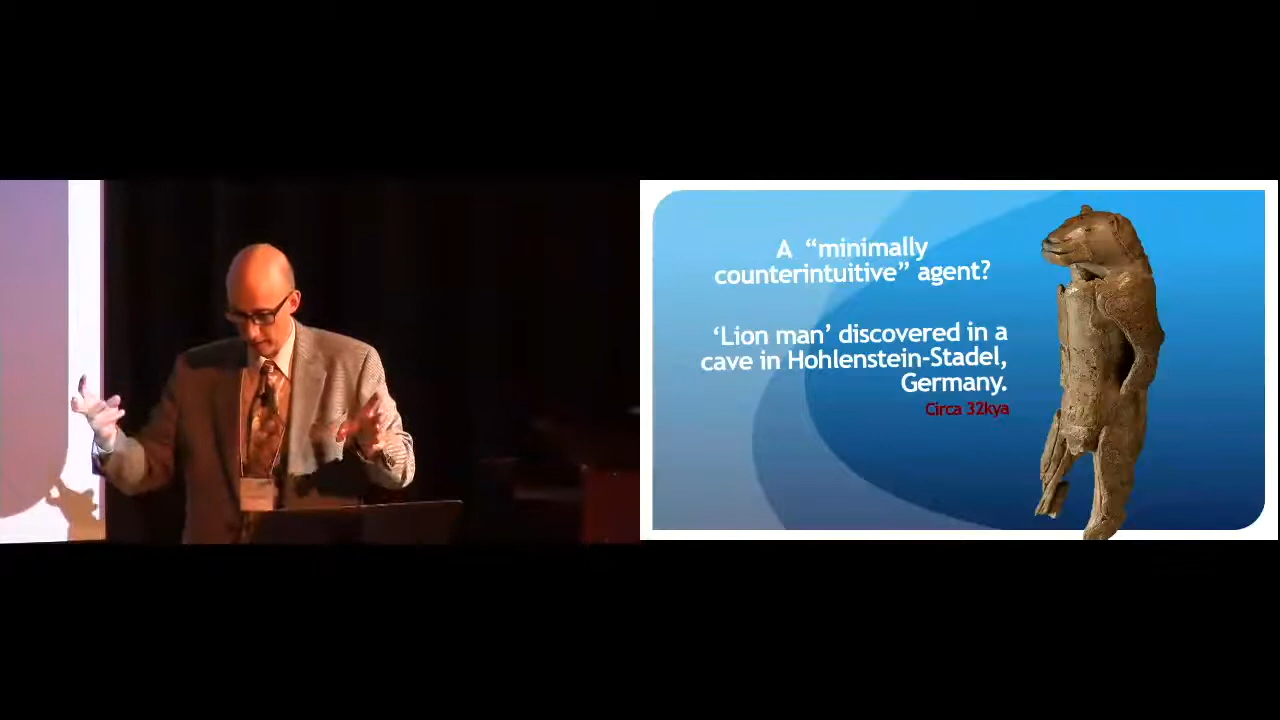 A “minimally
counterintuitive” agent?
‘Lion man’ discovered in a
cave in Hohlenstein-Stadel,
Germany.
Circa 32kya